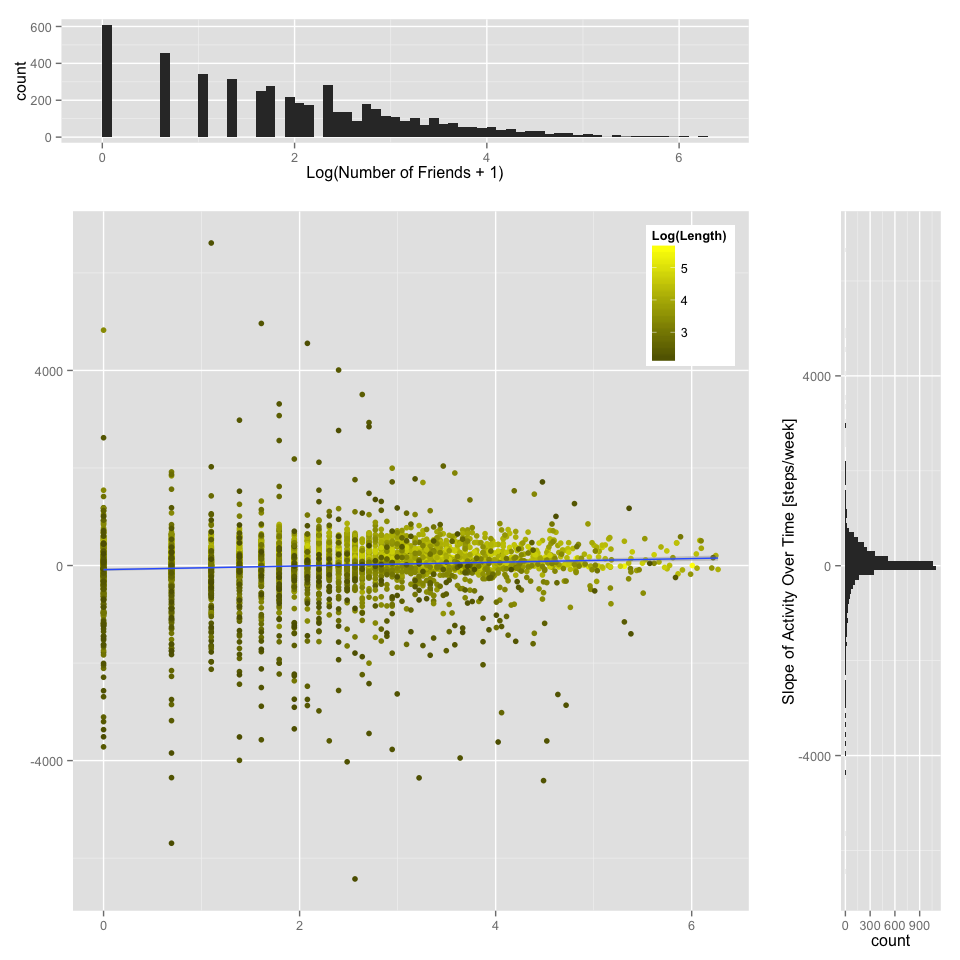 600
400
200
0
count
0 2 4 6
Log(Number of Friends + 1)
Log(Length)
5
4
3
4000
0
-4000
0 2 4 6
Slope of Activity Over Time [steps/week]
4000
0
-4000
0 300 600 900
count